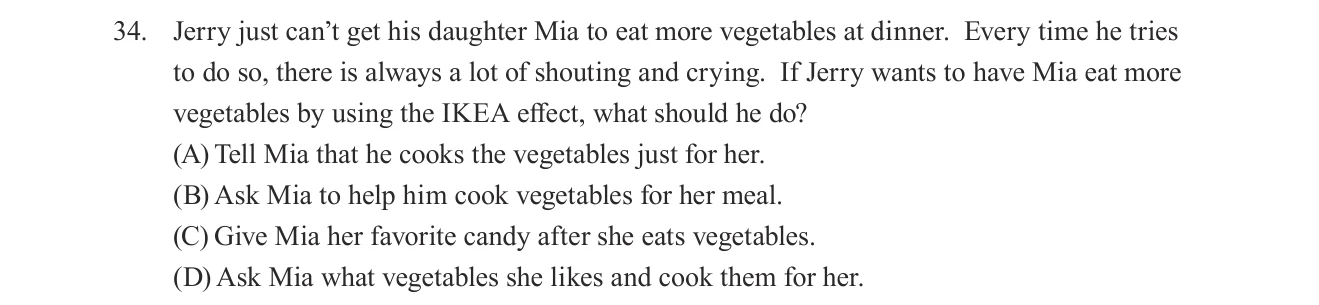 34. Jerry just can’t get his daughter Mia to eat more vegetables at dinner. Every time he tries
to do so, there is always a lot of shouting and crying. If Jerry wants to have Mia eat more
vegetables by using the IKEA effect, what should he do?
(A) Tell Mia that he cooks the vegetables just for her.
(B) Ask Mia to help him cook vegetables for her meal.
(C) Give Mia her favorite candy after she eats vegetables.
(D) Ask Mia what vegetables she likes and cook them for her.